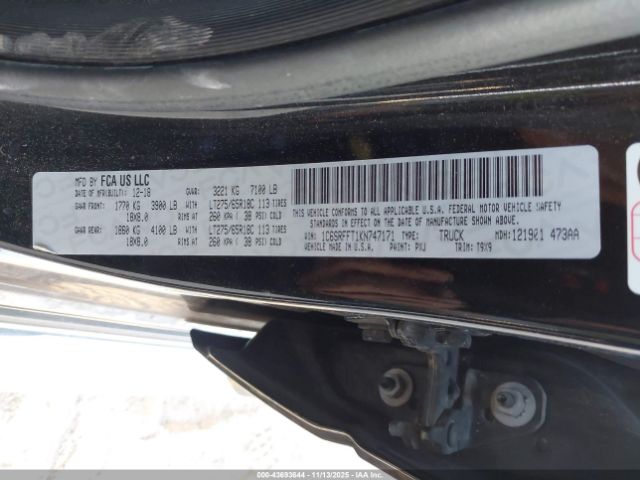 MFD BY FCA US LLC
DATE OF MFR(BUILT): 12-18 GVWR: 3221 KG 7100 LB
GAWR FRONT: 1770 KG 3900 LB WITH LT275/65R18C 113 TIRES
18X8.0 RIMS AT 260 KPA ( 38 PSI) COLD
GAWR REAR: 1860 KG 4100 LB WITH LT275/65R18C 113 TIRES
18X8.0 RIMS AT 260 KPA ( 38 PSI) COLD
THIS VEHICLE CONFORMS TO ALL APPLICABLE U.S.A. FEDERAL MOTOR VEHICLE SAFETY
STANDARDS IN EFFECT ON THE DATE OF MANUFACTURE SHOWN ABOVE.
VIN: 1C6SRFFT1KN747171 TYPE: TRUCK MDH: 121901 473AA
VEHICLE MADE IN U.S.A. PAINT: PXJ TRIM: T9X9
000-43693644 - 11/13/2025 - IAAI.COM